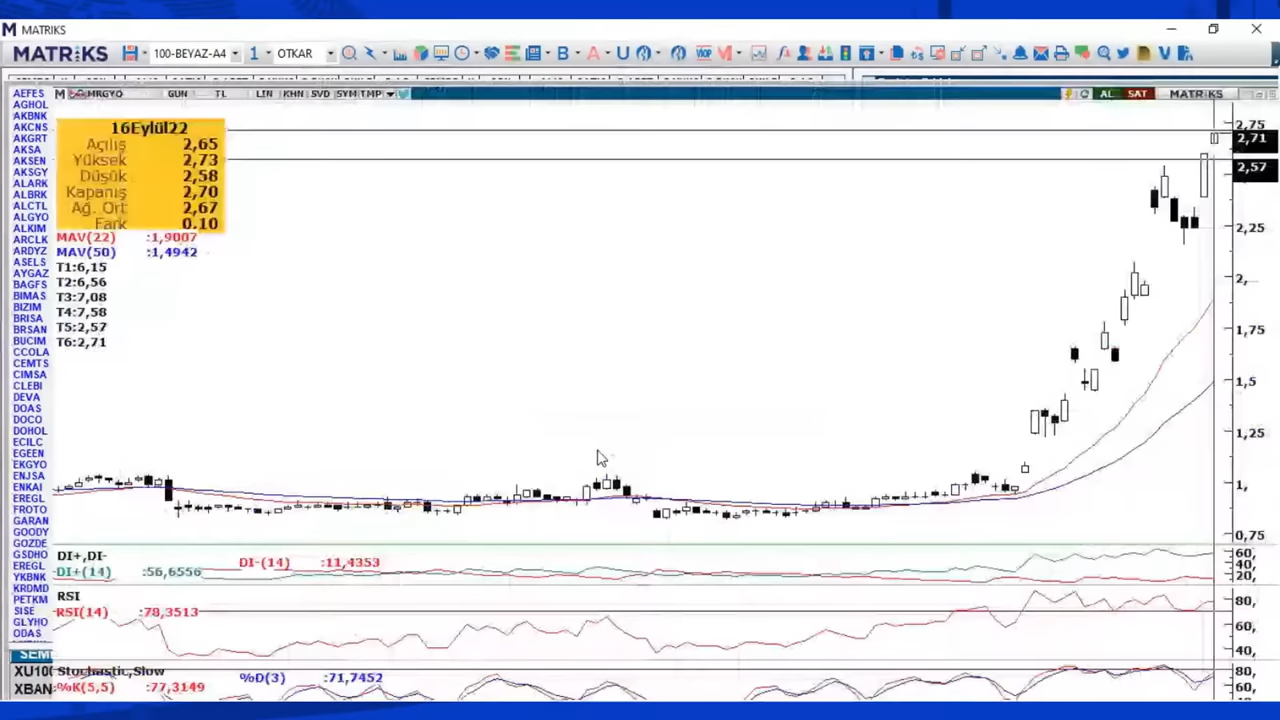 MATRIKS
MATRiKS 100-BEYAZ-A4 1 OTKAR
MRGYO GUN TL LIN KHN SVD SYM TMP AL SAT MATRiKS
AEFES
AGHOL
AKBNK
AKCNS
AKGRT
AKSA
AKSEN
AKSGY
ALARK
ALBRK
ALCTL
ALGYO
ALKIM
ARCLK
ARDYZ
ASELS
AYGAZ
BAGFS
BIMAS
BIZIM
BRISA
BRSAN
BUCIM
CCOLA
CEMTS
CIMSA
CLEBI
DEVA
DOAS
DOCO
DOHOL
ECILC
EGEEN
EKGYO
ENJSA
ENKAI
EREGL
FROTO
GARAN
GOODY
GOZDE
GSDHO
EREGL
YKBNK
KRDMD
PETKM
SISE
GLYHO
ODAS
XU100
XBAN
16Eylül22
Açılış 2,65
Yüksek 2,73
Düşük 2,58
Kapanış 2,70
Ağ. Ort 2,67
Fark 0,10
MAV(22) :1,9007
MAV(50) :1,4942
T1:6,15
T2:6,56
T3:7,08
T4:7,58
T5:2,57
T6:2,71
2,75
2,71
2,57
2,25
2,
1,75
1,5
1,25
1,
0,75
DI+,DI-
DI+(14) :56,6556 DI-(14) :11,4353
60,
40,
20,
RSI
RSI(14) :78,3513
80,
60,
40,
Stochastic,Slow
%K(5,5) :77,3149 %D(3) :71,7452
80,
60,